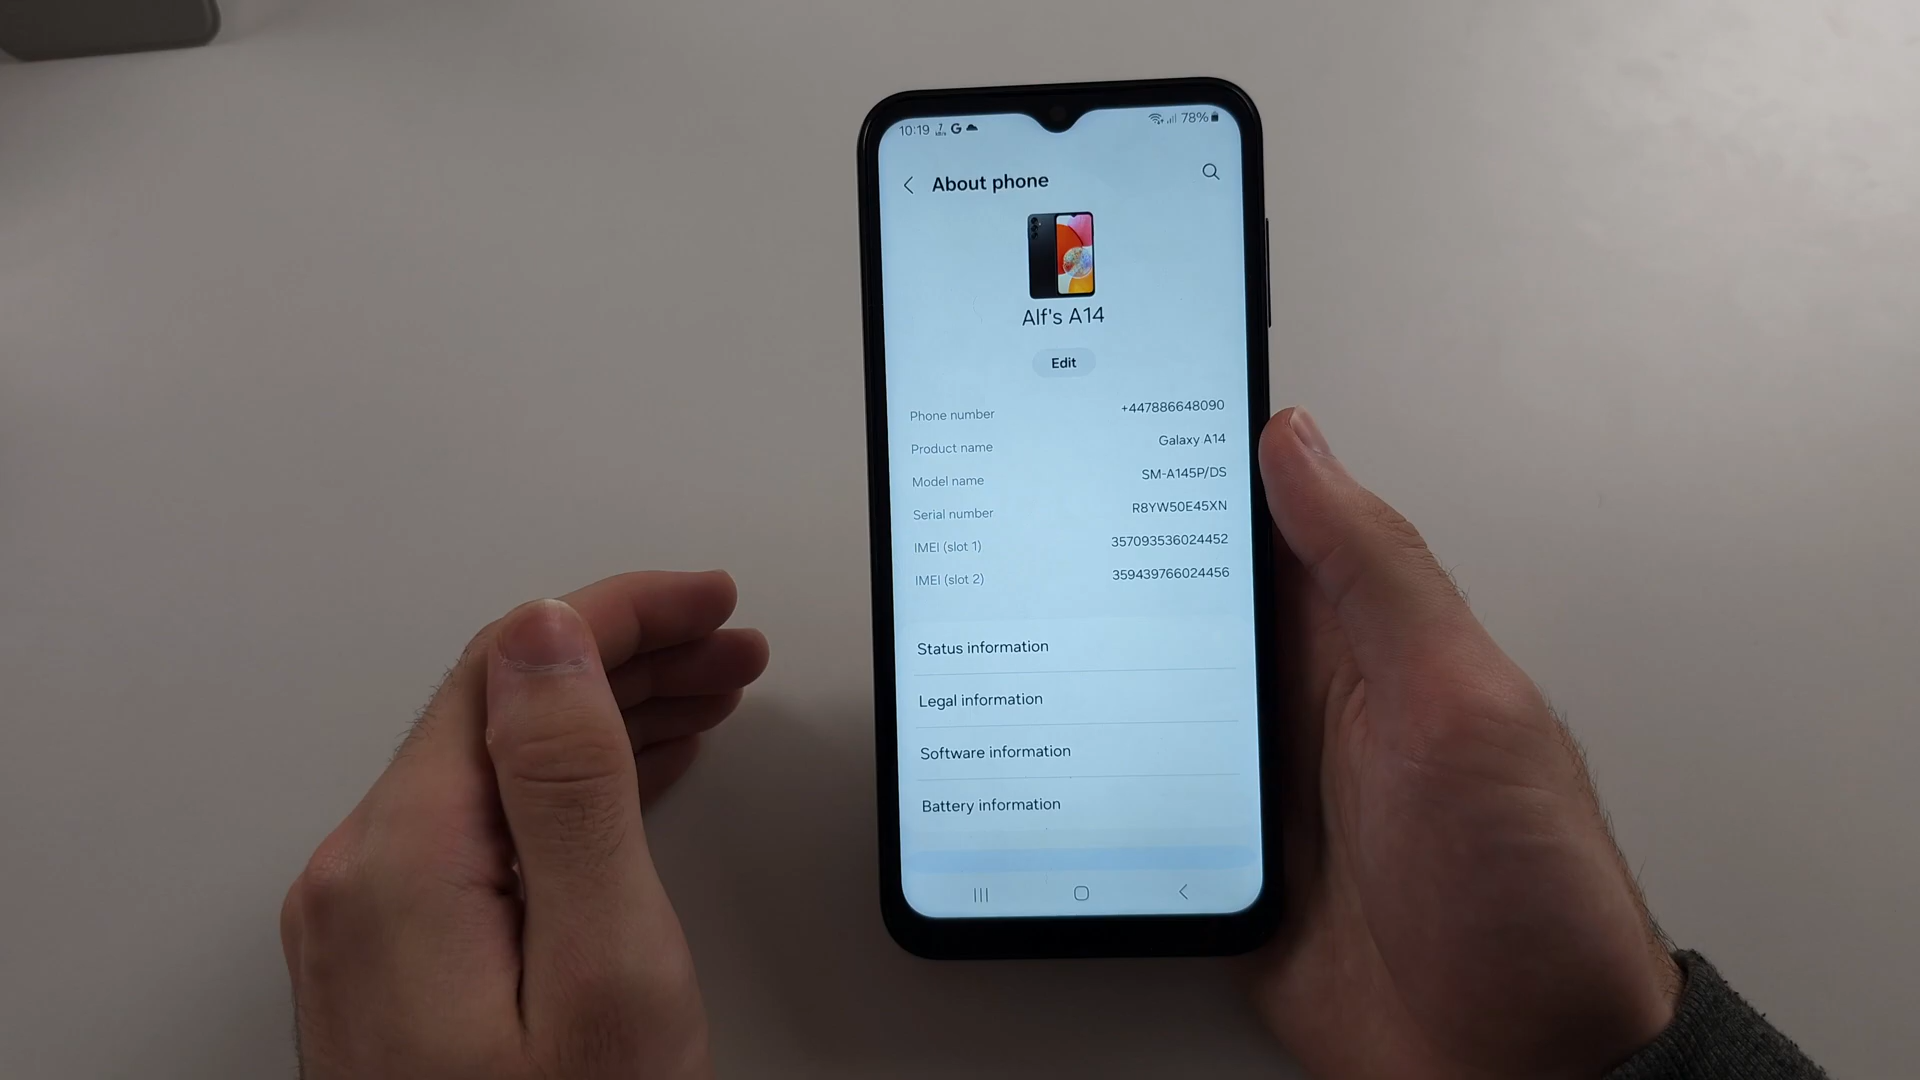 10:19 G 78%
About phone
Alf's A14
Edit
Phone number +447886648090
Product name Galaxy A14
Model name SM-A145P/DS
Serial number R8YW50E45XN
IMEI (slot 1) 357093536024452
IMEI (slot 2) 359439766024456
Status information
Legal information
Software information
Battery information